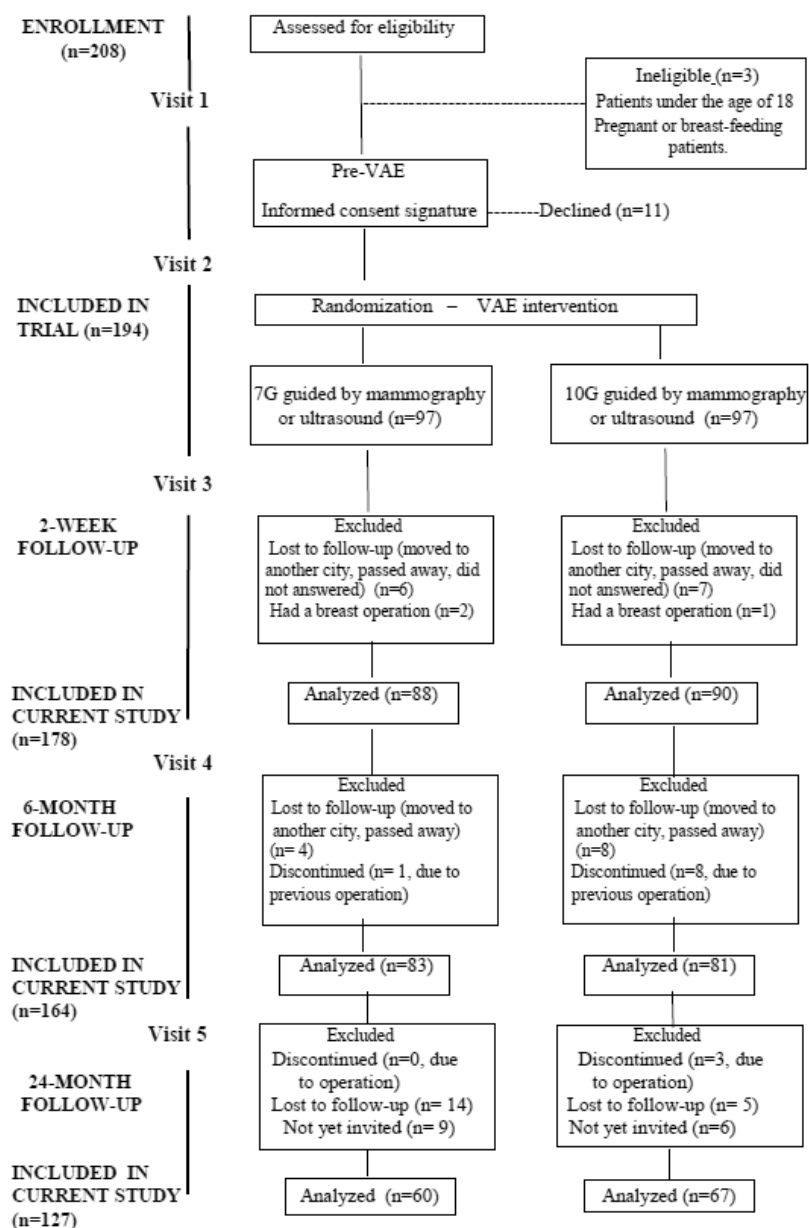 ENROLLMENT
(n=208)
Assessed for eligibility
Visit 1
Ineligible (n=3)
Patients under the age of 18
Pregnant or breast-feeding
patients.
Pre-VAE
Informed consent signature
Declined (n=11)
Visit 2
INCLUDED IN
TRIAL (n=194)
Randomization – VAE intervention
7G guided by mammography
or ultrasound (n=97)
10G guided by mammography
or ultrasound (n=97)
Visit 3
2-WEEK
FOLLOW-UP
Excluded
Lost to follow-up (moved to
another city, passed away, did
not answered) (n=6)
Had a breast operation (n=2)
Excluded
Lost to follow-up (moved to
another city, passed away, did
not answered) (n=7)
Had a breast operation (n=1)
INCLUDED IN
CURRENT STUDY
(n=178)
Analyzed (n=88)
Analyzed (n=90)
Visit 4
6-MONTH
FOLLOW-UP
Excluded
Lost to follow-up (moved to
another city, passed away)
(n= 4)
Discontinued (n= 1, due to
previous operation)
Excluded
Lost to follow-up (moved to
another city, passed away)
(n=8)
Discontinued (n=8, due to
previous operation)
INCLUDED IN
CURRENT STUDY
(n=164)
Analyzed (n=83)
Analyzed (n=81)
Visit 5
24-MONTH
FOLLOW-UP
Excluded
Discontinued (n=0, due
to operation)
Lost to follow-up (n= 14)
Not yet invited (n= 9)
Excluded
Discontinued (n=3, due
to operation)
Lost to follow-up (n= 5)
Not yet invited (n=6)
INCLUDED IN
CURRENT STUDY
(n=127)
Analyzed (n=60)
Analyzed (n=67)